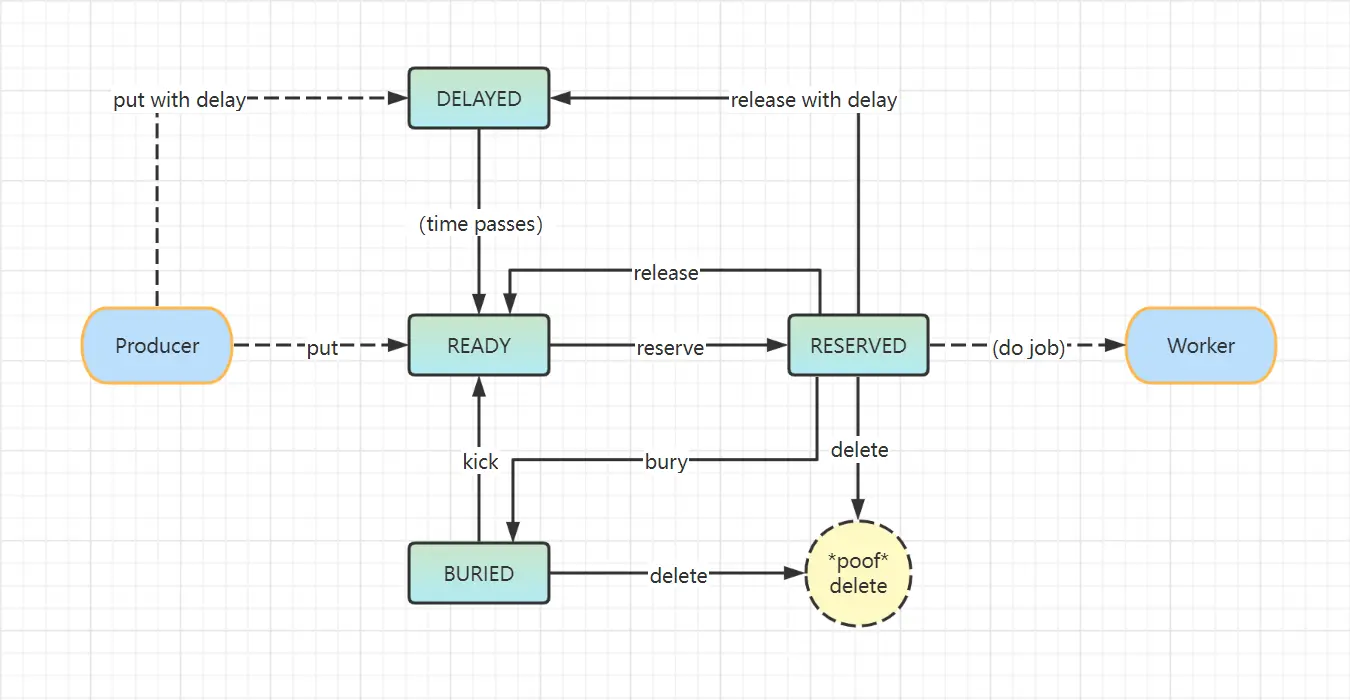 DELAYED
put with delay
release with delay
(time passes)
release
Producer
put
READY
reserve
RESERVED
(do job)
Worker
kick
bury
delete
BURIED
delete
*poof*
delete